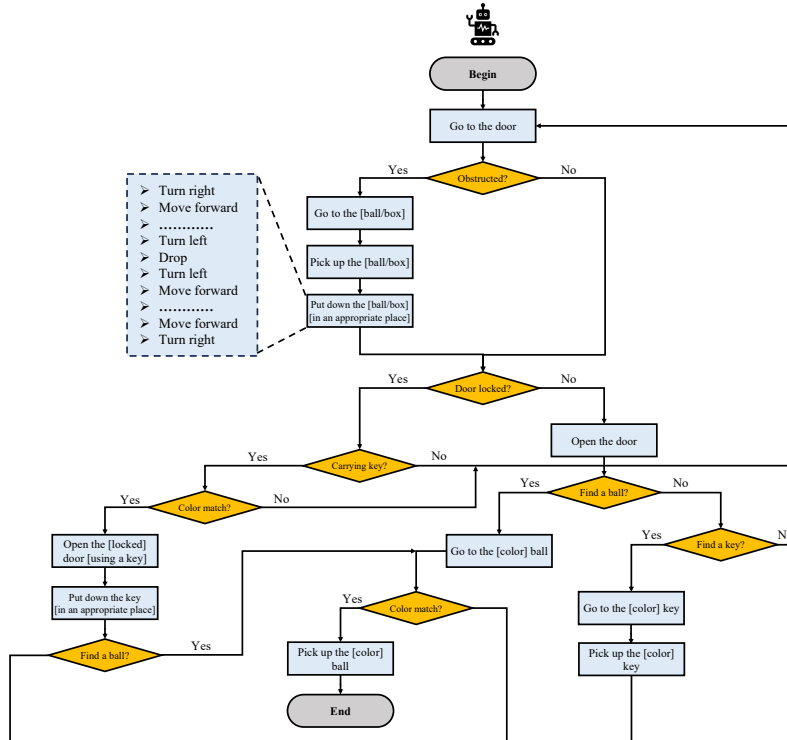 Begin
Go to the door
Yes
Obstructed?
No
➢ Turn right
➢ Move forward
➢ …………
➢ Turn left
➢ Drop
➢ Turn left
➢ Move forward
➢ …………
➢ Move forward
➢ Turn right
Go to the [ball/box]
Pick up the [ball/box]
Put down the [ball/box]
[in an appropriate place]
Yes
Door locked?
No
Open the door
Yes
Carrying key?
No
Yes
Find a ball?
No
Yes
Color match?
No
Open the [locked]
door [using a key]
Go to the [color] ball
Yes
Find a key?
N
Put down the key
[in an appropriate place]
Yes
Color match?
Go to the [color] key
Find a ball?
Yes
Pick up the [color]
ball
Pick up the [color]
key
End